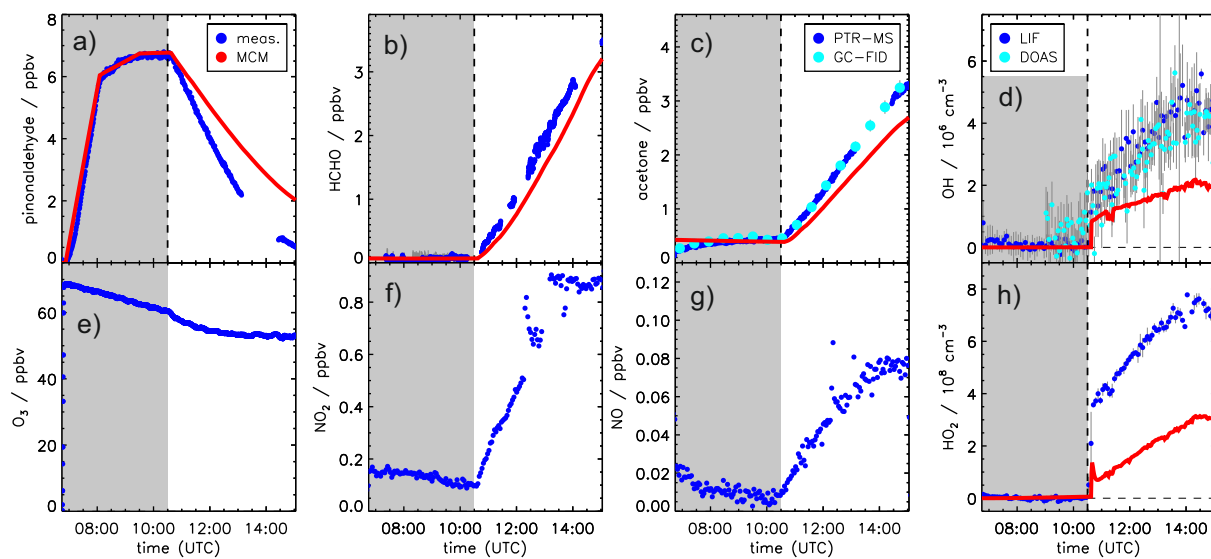 a)
meas.
MCM
pinonaldehyde / ppbv
8
6
4
2
0
b)
HCHO / ppbv
3
2
1
0
c)
PTR-MS
GC-FID
acetone / ppbv
4
3
2
1
0
LIF
DOAS
d)
OH / 10⁶ cm⁻³
6
4
2
0
e)
O₃ / ppbv
60
40
20
0
08:00 10:00 12:00 14:00
time (UTC)
f)
NO₂ / ppbv
0.8
0.6
0.4
0.2
0.0
08:00 10:00 12:00 14:00
time (UTC)
g)
NO / ppbv
0.12
0.10
0.08
0.06
0.04
0.02
0.00
08:00 10:00 12:00 14:00
time (UTC)
h)
HO₂ / 10⁸ cm⁻³
8
6
4
2
0
08:00 10:00 12:00 14:00
time (UTC)